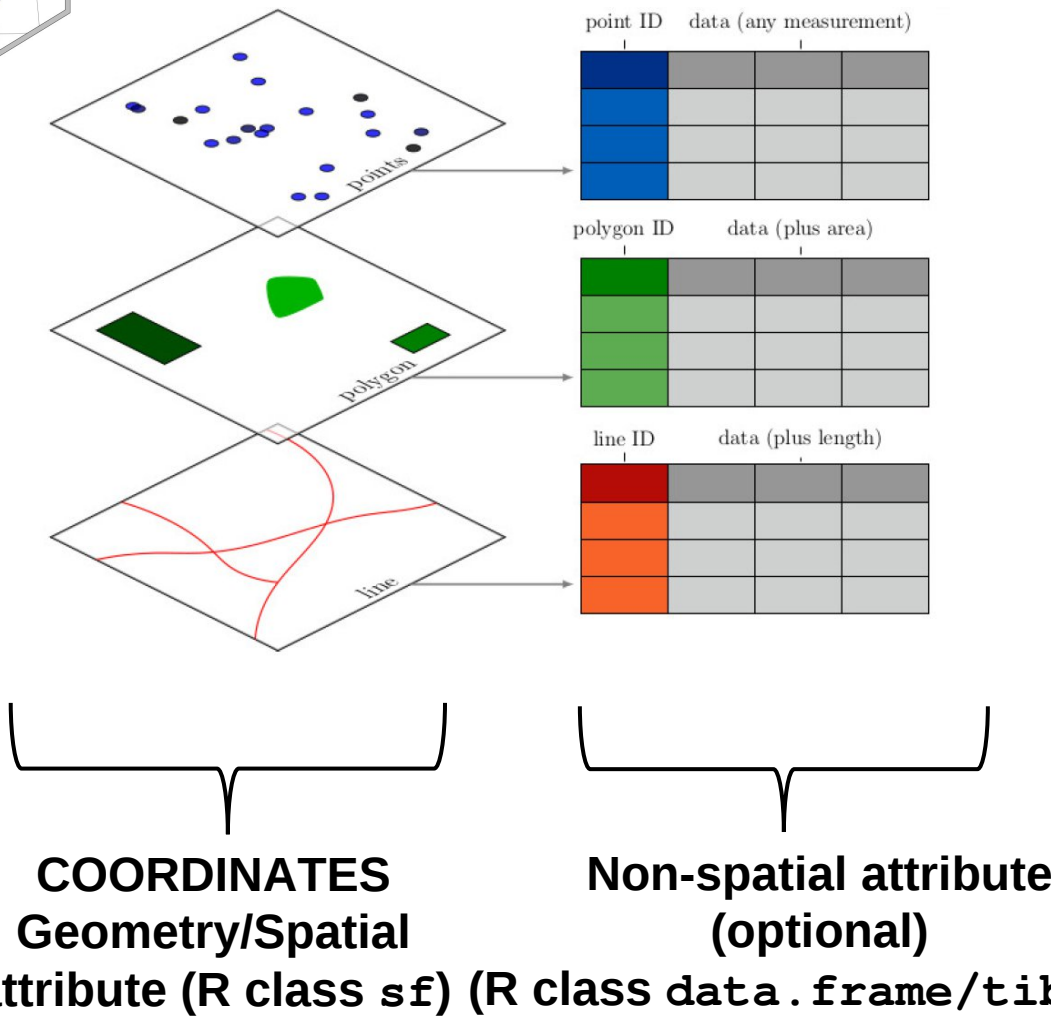 point ID data (any measurement)
points
polygon ID data (plus area)
polygon
line ID data (plus length)
line
COORDINATES
Geometry/Spatial
attribute (R class sf)
Non-spatial attribute
(optional)
(R class data.frame/tib